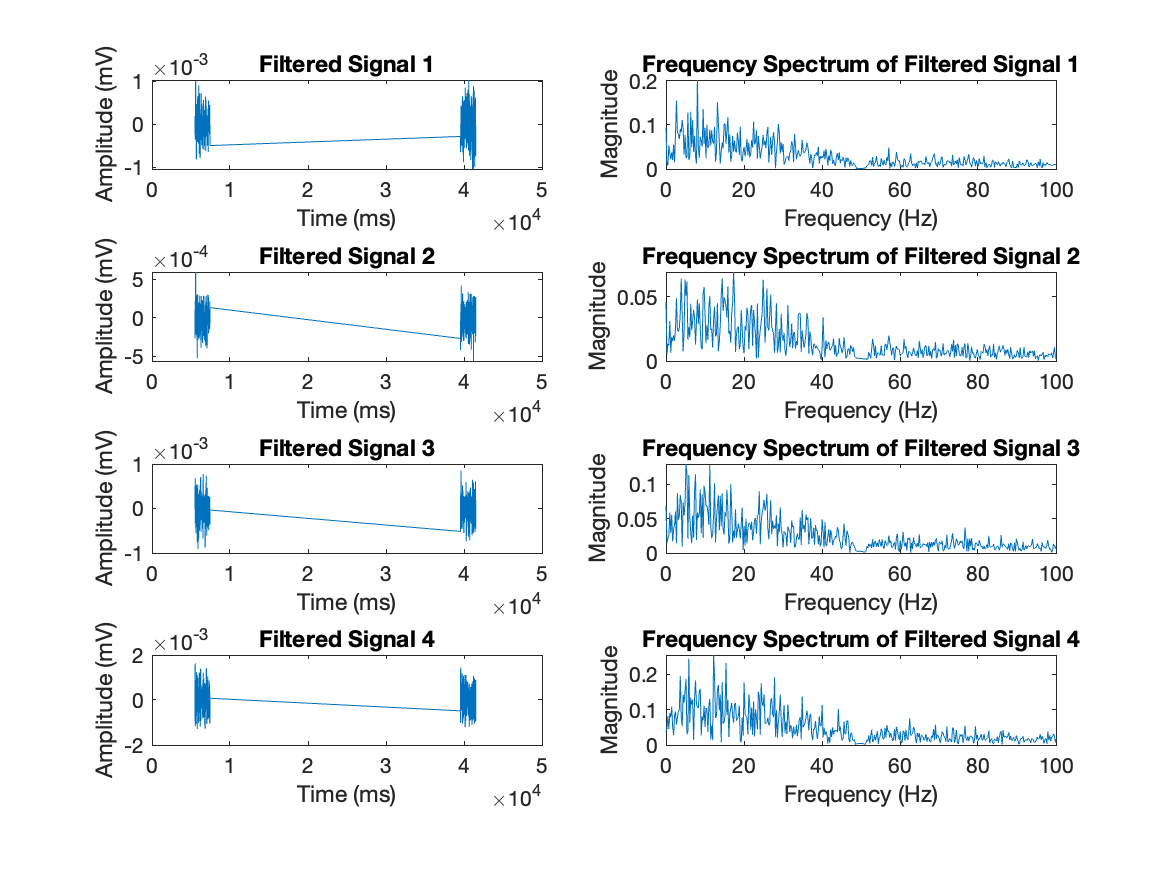 Filtered Signal 1
×10-3
Amplitude (mV)
1
0
-1
0 1 2 3 4 5
Time (ms)
×104
Frequency Spectrum of Filtered Signal 1
Magnitude
0.2
0.1
0
0 20 40 60 80 100
Frequency (Hz)
Filtered Signal 2
×10-4
Amplitude (mV)
5
0
-5
0 1 2 3 4 5
Time (ms)
×104
Frequency Spectrum of Filtered Signal 2
Magnitude
0.05
0
0 20 40 60 80 100
Frequency (Hz)
Filtered Signal 3
×10-3
Amplitude (mV)
1
0
-1
0 1 2 3 4 5
Time (ms)
×104
Frequency Spectrum of Filtered Signal 3
Magnitude
0.1
0.05
0
0 20 40 60 80 100
Frequency (Hz)
Filtered Signal 4
×10-3
Amplitude (mV)
2
0
-2
0 1 2 3 4 5
Time (ms)
×104
Frequency Spectrum of Filtered Signal 4
Magnitude
0.2
0.1
0
0 20 40 60 80 100
Frequency (Hz)